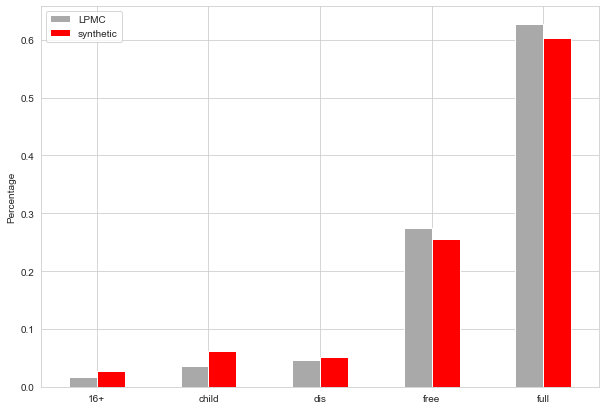 LPMC
synthetic
Percentage
0.6
0.5
0.4
0.3
0.2
0.1
0.0
16+
child
dis
free
full